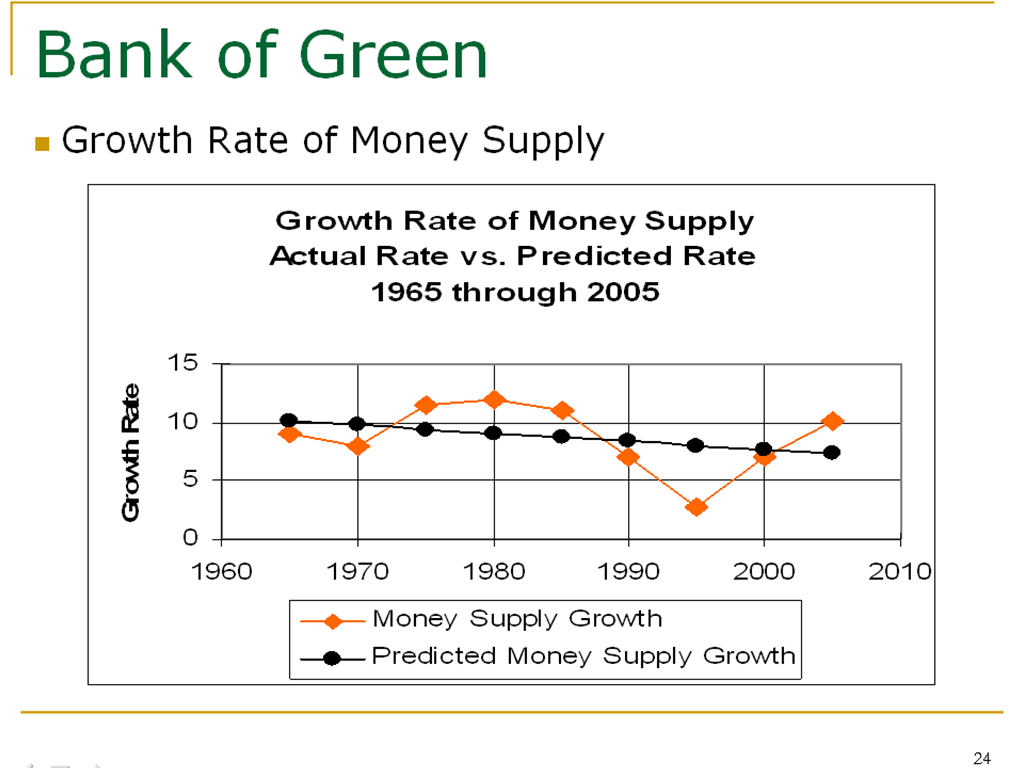 Bank of Green
Growth Rate of Money Supply
Growth Rate of Money Supply
Actual Rate vs. Predicted Rate
1965 through 2005
15
10
5
0
Growth Rate
1960 1970 1980 1990 2000 2010
Money Supply Growth
Predicted Money Supply Growth
24